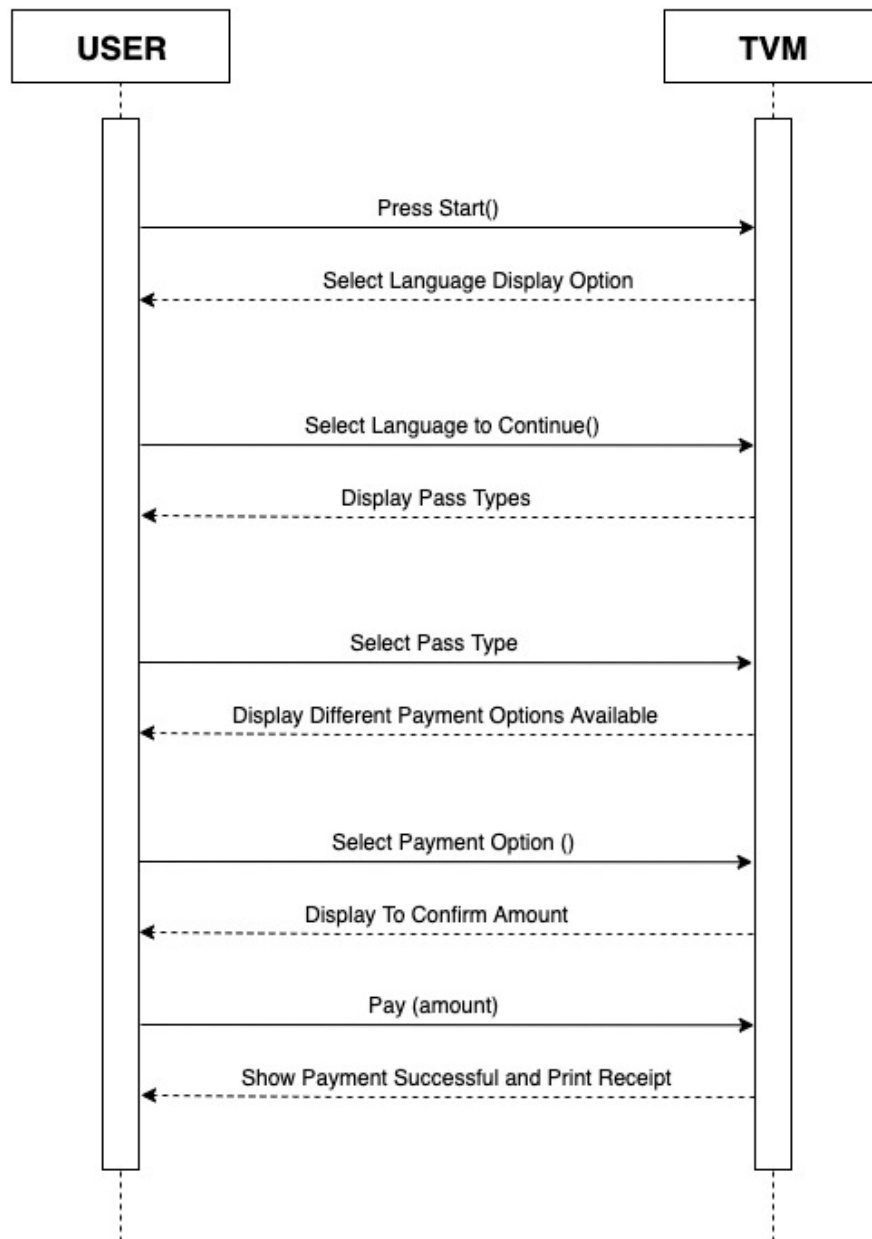 USER
TVM
Press Start()
Select Language Display Option
Select Language to Continue()
Display Pass Types
Select Pass Type
Display Different Payment Options Available
Select Payment Option ()
Display To Confirm Amount
Pay (amount)
Show Payment Successful and Print Receipt